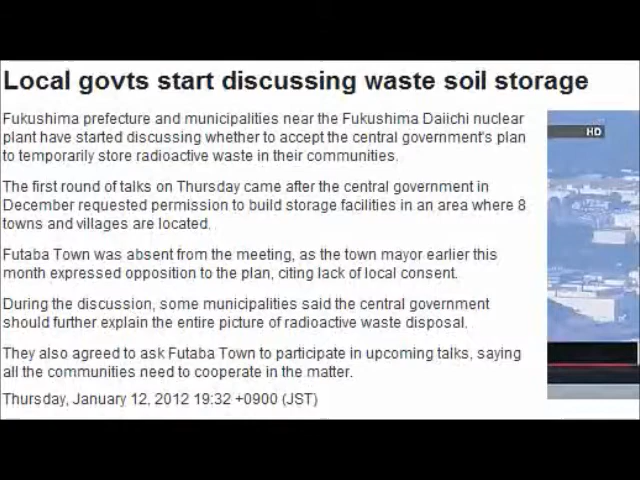 Local govts start discussing waste soil storage
Fukushima prefecture and municipalities near the Fukushima Daiichi nuclear
plant have started discussing whether to accept the central government's plan
to temporarily store radioactive waste in their communities.
The first round of talks on Thursday came after the central government in
December requested permission to build storage facilities in an area where 8
towns and villages are located.
Futaba Town was absent from the meeting, as the town mayor earlier this
month expressed opposition to the plan, citing lack of local consent.
During the discussion, some municipalities said the central government
should further explain the entire picture of radioactive waste disposal.
They also agreed to ask Futaba Town to participate in upcoming talks, saying
all the communities need to cooperate in the matter.
Thursday, January 12, 2012 19:32 +0900 (JST)
HD